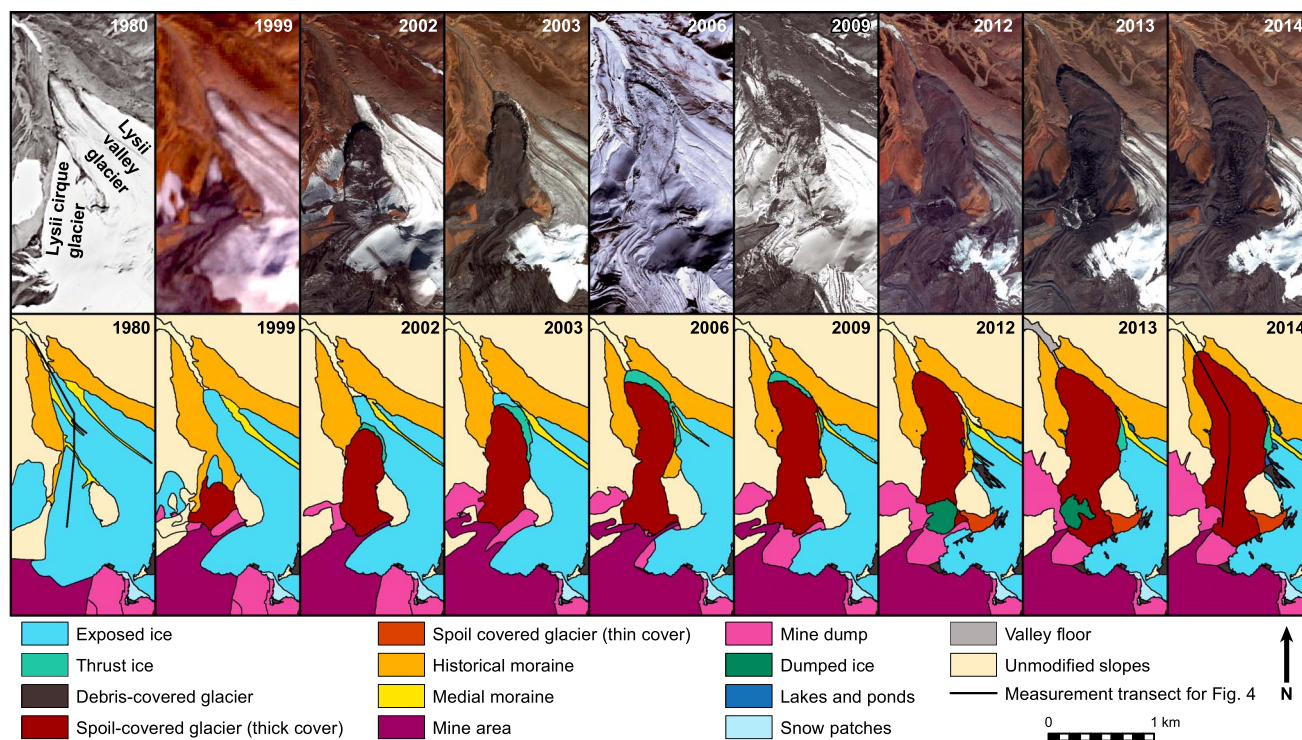 1980
1999
2002
2003
2006
2009
2012
2013
2014
Lysii
valley
glacier
Lysii cirque
glacier
1980
1999
2002
2003
2006
2009
2012
2013
2014
Exposed ice
Thrust ice
Debris-covered glacier
Spoil-covered glacier (thick cover)
Spoil covered glacier (thin cover)
Historical moraine
Medial moraine
Mine area
Mine dump
Dumped ice
Lakes and ponds
Snow patches
Valley floor
Unmodified slopes
Measurement transect for Fig. 4
0 1 km
N